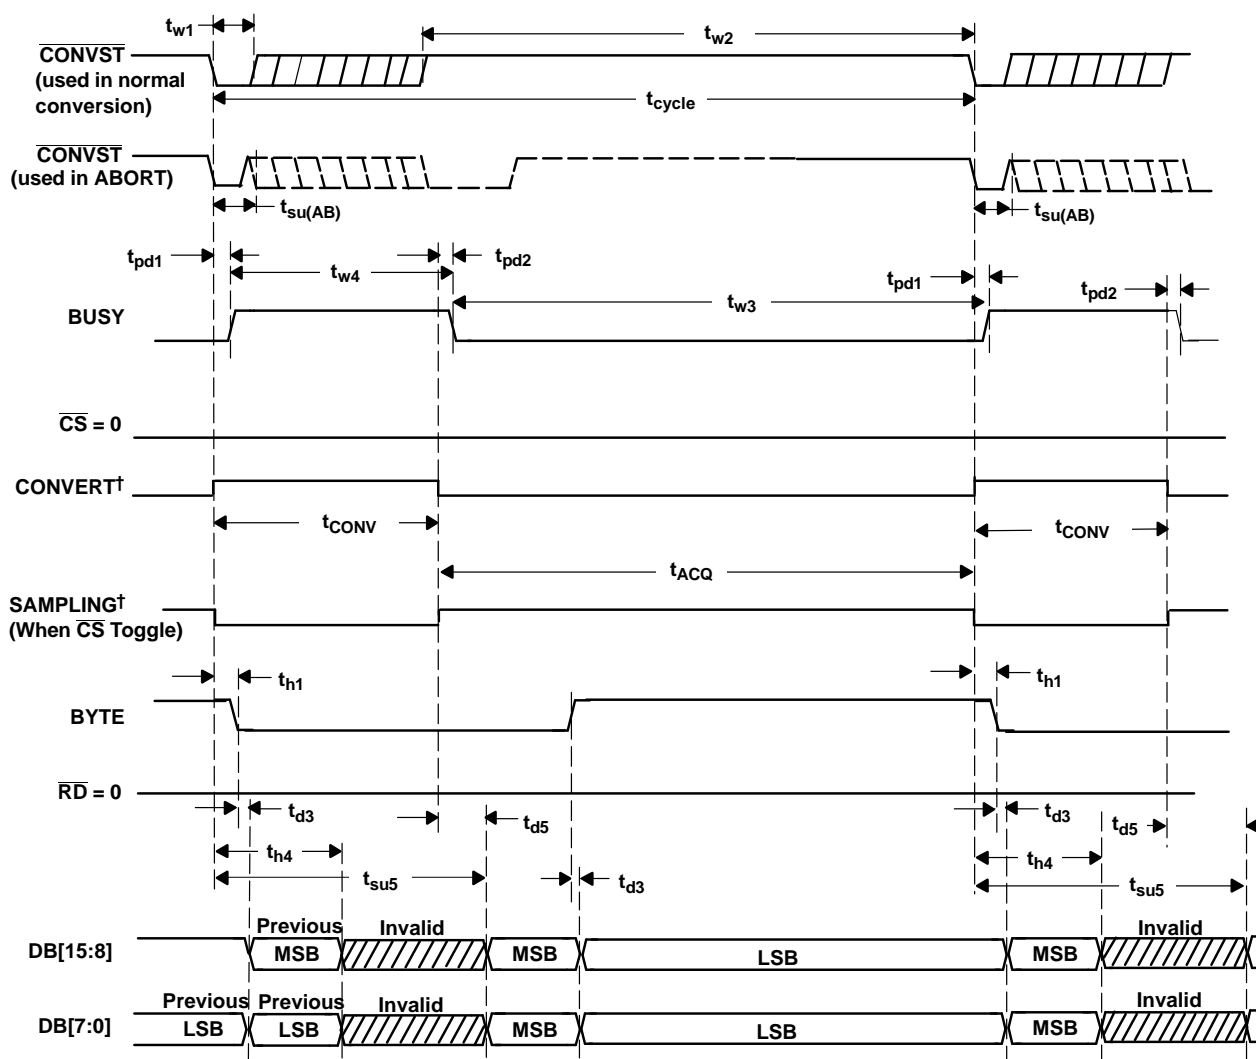 tw1
CONVST
(used in normal
conversion)
tw2
tcycle
CONVST
(used in ABORT)
tsu(AB)
tsu(AB)
tpd1
tw4
tpd2
tpd1
tpd2
tw3
BUSY
CS = 0
CONVERT†
tCONV
tCONV
tACQ
SAMPLING†
(When CS Toggle)
th1
th1
BYTE
RD = 0
td3
td5
td3
td5
th4
th4
tsu5
td3
tsu5
Previous
Invalid
Invalid
DB[15:8]
MSB
MSB
LSB
MSB
Previous
Previous
Invalid
Invalid
DB[7:0]
LSB
LSB
MSB
LSB
MSB